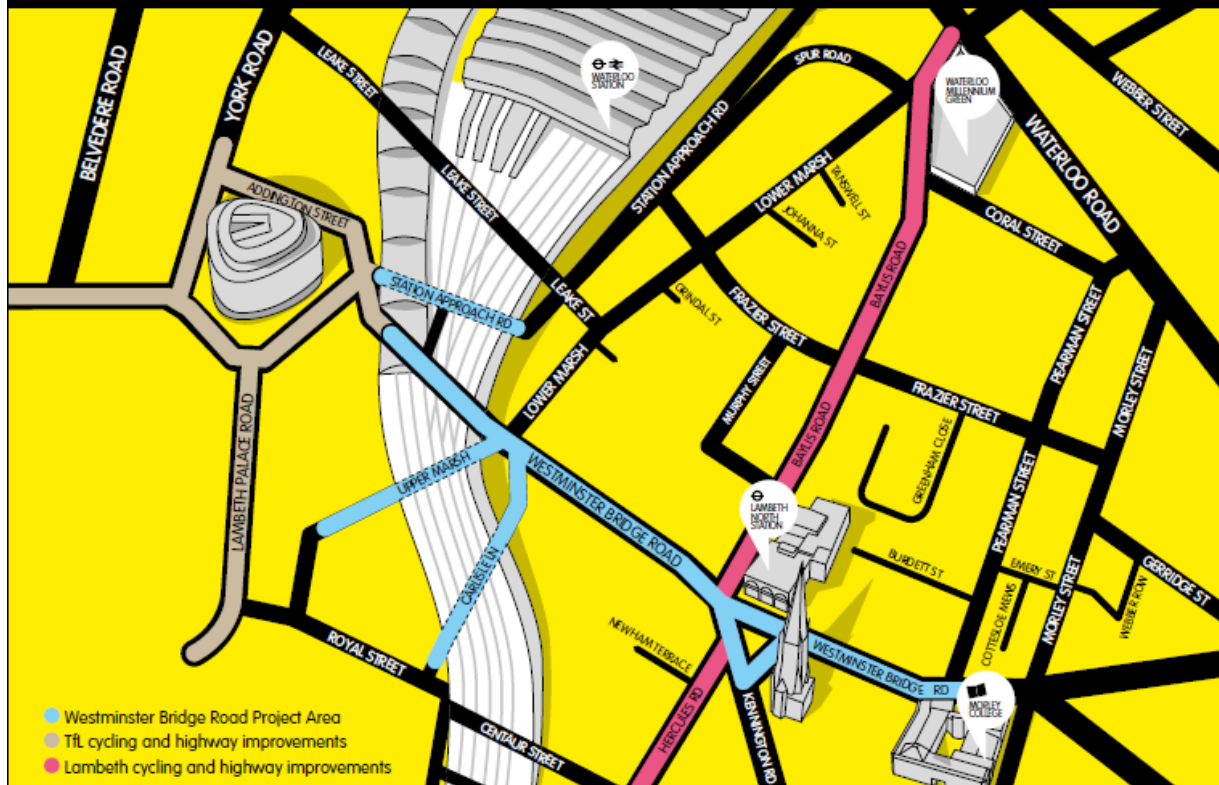 BELVEDERE ROAD
YORK ROAD
LEAKE STREET
LEAKE STREET
LEAKE ST
WATERLOO
STATION
SPUR ROAD
STATION APPROACH RD
LOWER MARSH
TANSWELL ST
JOHANNA ST
GRINDAL ST
WATERLOO
MILLENNIUM
GREEN
WEBBER STREET
WATERLOO ROAD
CORAL STREET
BAYLIS ROAD
ADDINGTON STREET
STATION APPROACH RD
FRAZIER STREET
FRAZIER STREET
PEARMAN STREET
MORLEY STREET
LOWER MARSH
MURPHY STREET
BAYLIS ROAD
GREENHAM CLOSE
UPPER MARSH
WESTMINSTER BRIDGE ROAD
LAMBETH PALACE ROAD
LAMBETH
NORTH
STATION
PEARMAN STREET
BURDETT ST
EMERY ST
GERRIDGE ST
WEBBER ROW
COTTESLOE MEWS
MORLEY STREET
CARLISLE LN
ROYAL STREET
NEWHAM TERRACE
WESTMINSTER BRIDGE RD
HERCULES RD
KENNINGTON RD
CENTAUR STREET
MORLEY
COLLEGE
Westminster Bridge Road Project Area
TfL cycling and highway improvements
Lambeth cycling and highway improvements